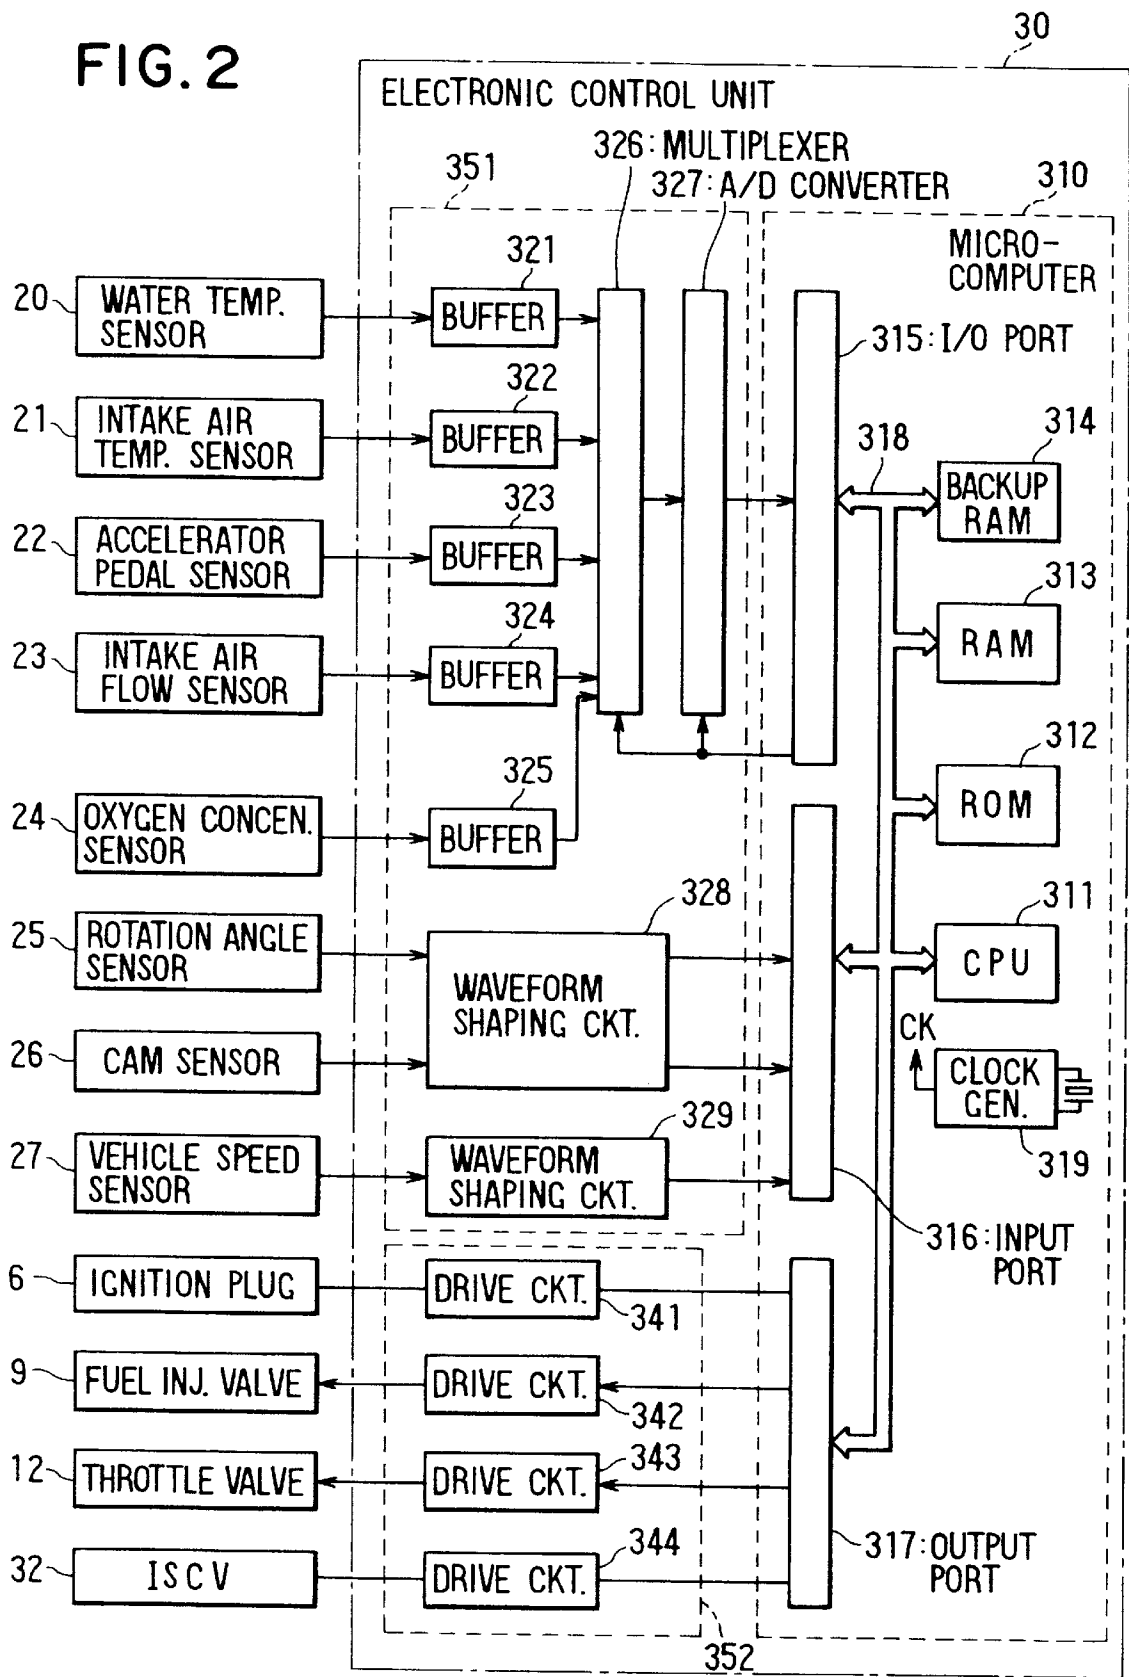 FIG. 2
30
ELECTRONIC CONTROL UNIT
326: MULTIPLEXER
351
327: A/D CONVERTER
310
MICRO-
COMPUTER
20
WATER TEMP.
SENSOR
321
BUFFER
315: I/O PORT
21
INTAKE AIR
TEMP. SENSOR
322
BUFFER
318
314
BACKUP
RAM
22
ACCELERATOR
PEDAL SENSOR
323
BUFFER
313
RAM
23
INTAKE AIR
FLOW SENSOR
324
BUFFER
312
ROM
24
OXYGEN CONCEN.
SENSOR
325
BUFFER
311
CPU
25
ROTATION ANGLE
SENSOR
328
WAVEFORM
SHAPING CKT.
26
CAM SENSOR
CK
CLOCK
GEN.
319
27
VEHICLE SPEED
SENSOR
329
WAVEFORM
SHAPING CKT.
316: INPUT
PORT
6
IGNITION PLUG
DRIVE CKT.
341
9
FUEL INJ. VALVE
DRIVE CKT.
342
12
THROTTLE VALVE
343
DRIVE CKT.
32
ISCV
344
DRIVE CKT.
317: OUTPUT
PORT
352